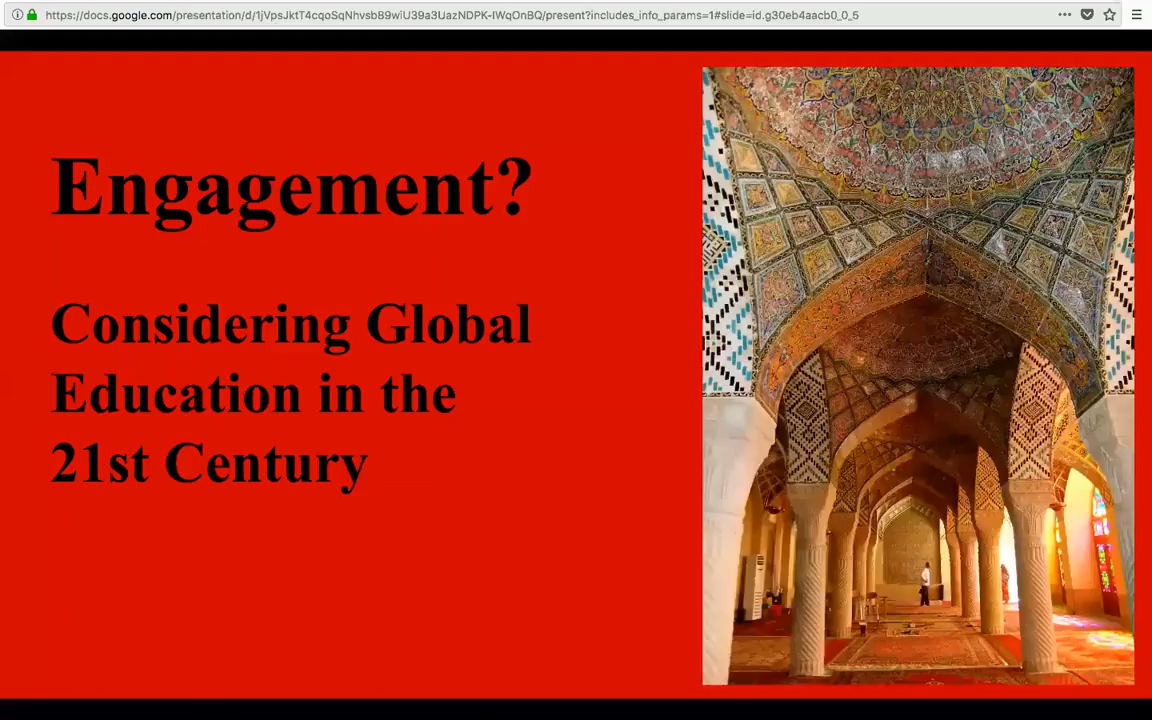 https://docs.google.com/presentation/d/1jVpsJktT4cqoSqNhvsbB9wiU39a3UazNDPK-IWqOnBQ/present?includes_info_params=1#slide=id.g30eb4aacb0_0_5
Engagement?
Considering Global
Education in the
21st Century